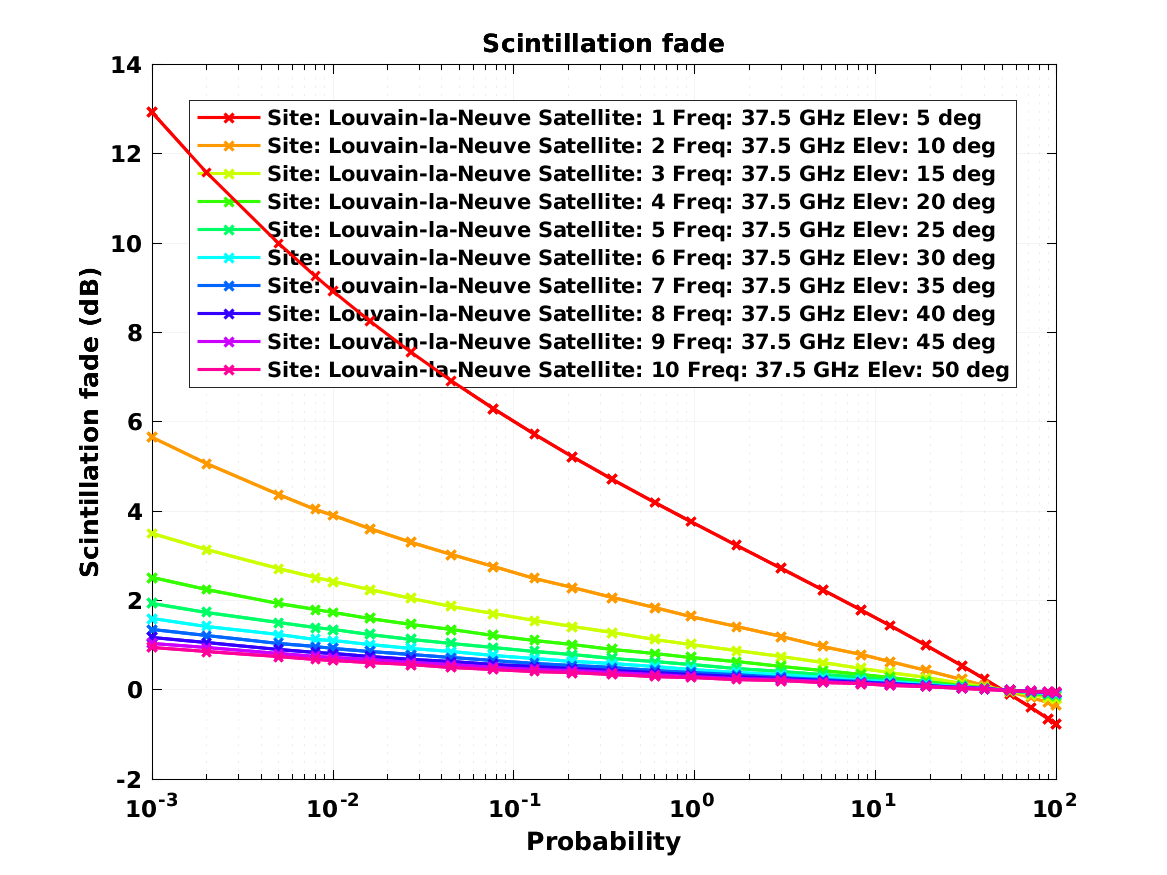 Scintillation fade
14
12
10
8
6
4
2
0
-2
Scintillation fade (dB)
Site: Louvain-la-Neuve Satellite: 1 Freq: 37.5 GHz Elev: 5 deg
Site: Louvain-la-Neuve Satellite: 2 Freq: 37.5 GHz Elev: 10 deg
Site: Louvain-la-Neuve Satellite: 3 Freq: 37.5 GHz Elev: 15 deg
Site: Louvain-la-Neuve Satellite: 4 Freq: 37.5 GHz Elev: 20 deg
Site: Louvain-la-Neuve Satellite: 5 Freq: 37.5 GHz Elev: 25 deg
Site: Louvain-la-Neuve Satellite: 6 Freq: 37.5 GHz Elev: 30 deg
Site: Louvain-la-Neuve Satellite: 7 Freq: 37.5 GHz Elev: 35 deg
Site: Louvain-la-Neuve Satellite: 8 Freq: 37.5 GHz Elev: 40 deg
Site: Louvain-la-Neuve Satellite: 9 Freq: 37.5 GHz Elev: 45 deg
Site: Louvain-la-Neuve Satellite: 10 Freq: 37.5 GHz Elev: 50 deg
10^-3 10^-2 10^-1 10^0 10^1 10^2
Probability